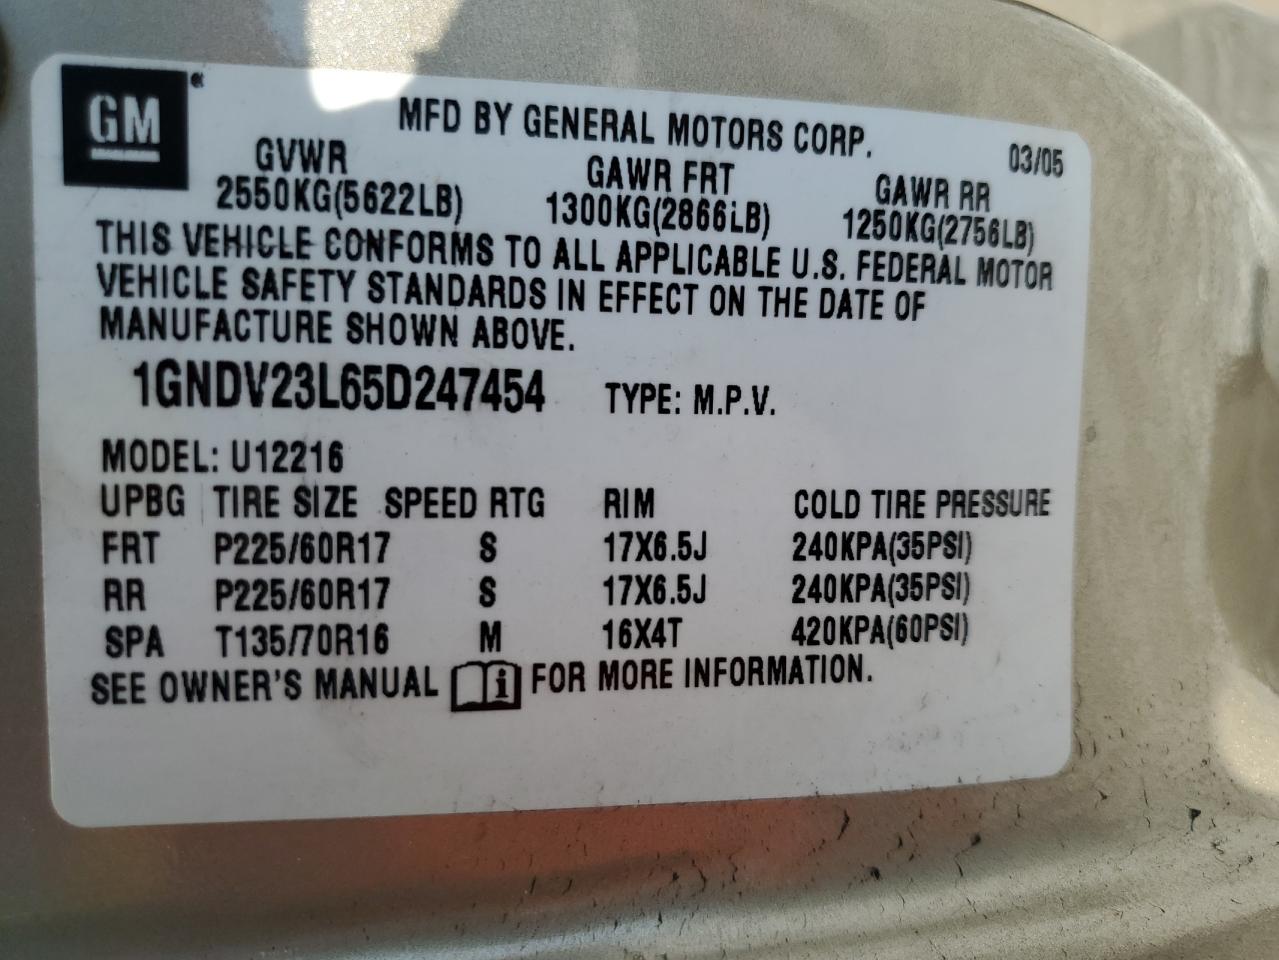 GM
MFD BY GENERAL MOTORS CORP. 03/05
GVWR GAWR FRT GAWR RR
2550KG(5622LB) 1300KG(2866LB) 1250KG(2756LB)
THIS VEHICLE CONFORMS TO ALL APPLICABLE U.S. FEDERAL MOTOR
VEHICLE SAFETY STANDARDS IN EFFECT ON THE DATE OF
MANUFACTURE SHOWN ABOVE.
1GNDV23L65D247454 TYPE: M.P.V.
MODEL: U12216
UPBG TIRE SIZE SPEED RTG RIM COLD TIRE PRESSURE
FRT P225/60R17 S 17X6.5J 240KPA(35PSI)
RR P225/60R17 S 17X6.5J 240KPA(35PSI)
SPA T135/70R16 M 16X4T 420KPA(60PSI)
SEE OWNER'S MANUAL i FOR MORE INFORMATION.